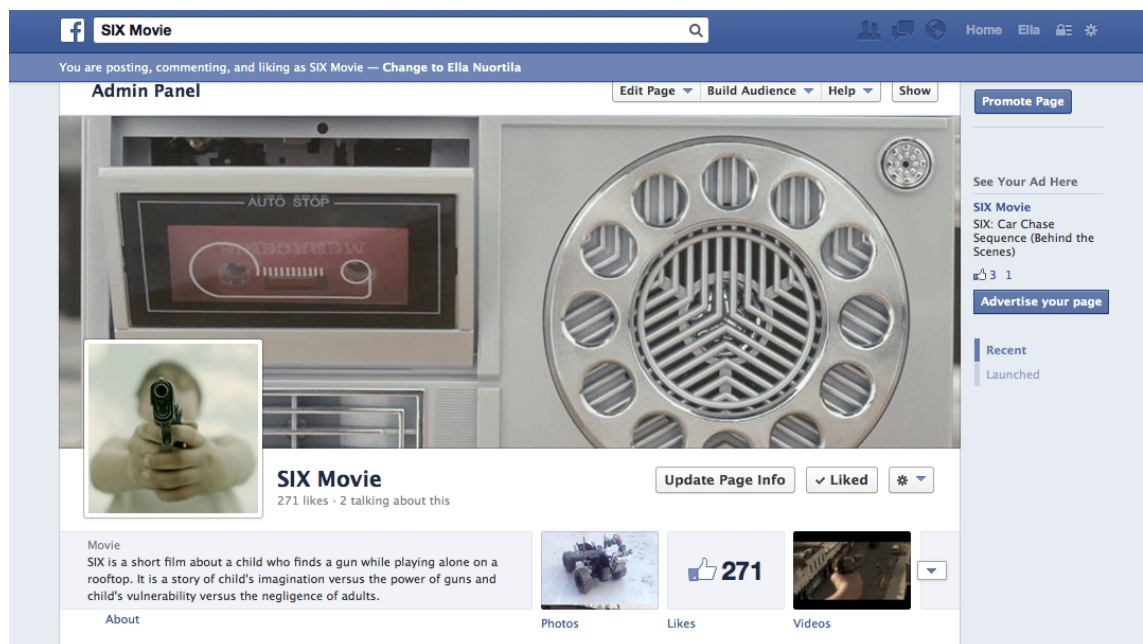 SIX Movie
Home Ella
You are posting, commenting, and liking as SIX Movie — Change to Ella Nuortila
Admin Panel
Edit Page Build Audience Help Show
Promote Page
AUTO STOP
See Your Ad Here
SIX Movie
SIX: Car Chase
Sequence (Behind the
Scenes)
3 1
Advertise your page
Recent
Launched
SIX Movie
271 likes · 2 talking about this
Update Page Info ✓ Liked
Movie
SIX is a short film about a child who finds a gun while playing alone on a
rooftop. It is a story of child's imagination versus the power of guns and
child's vulnerability versus the negligence of adults.
About
271
Photos Likes Videos